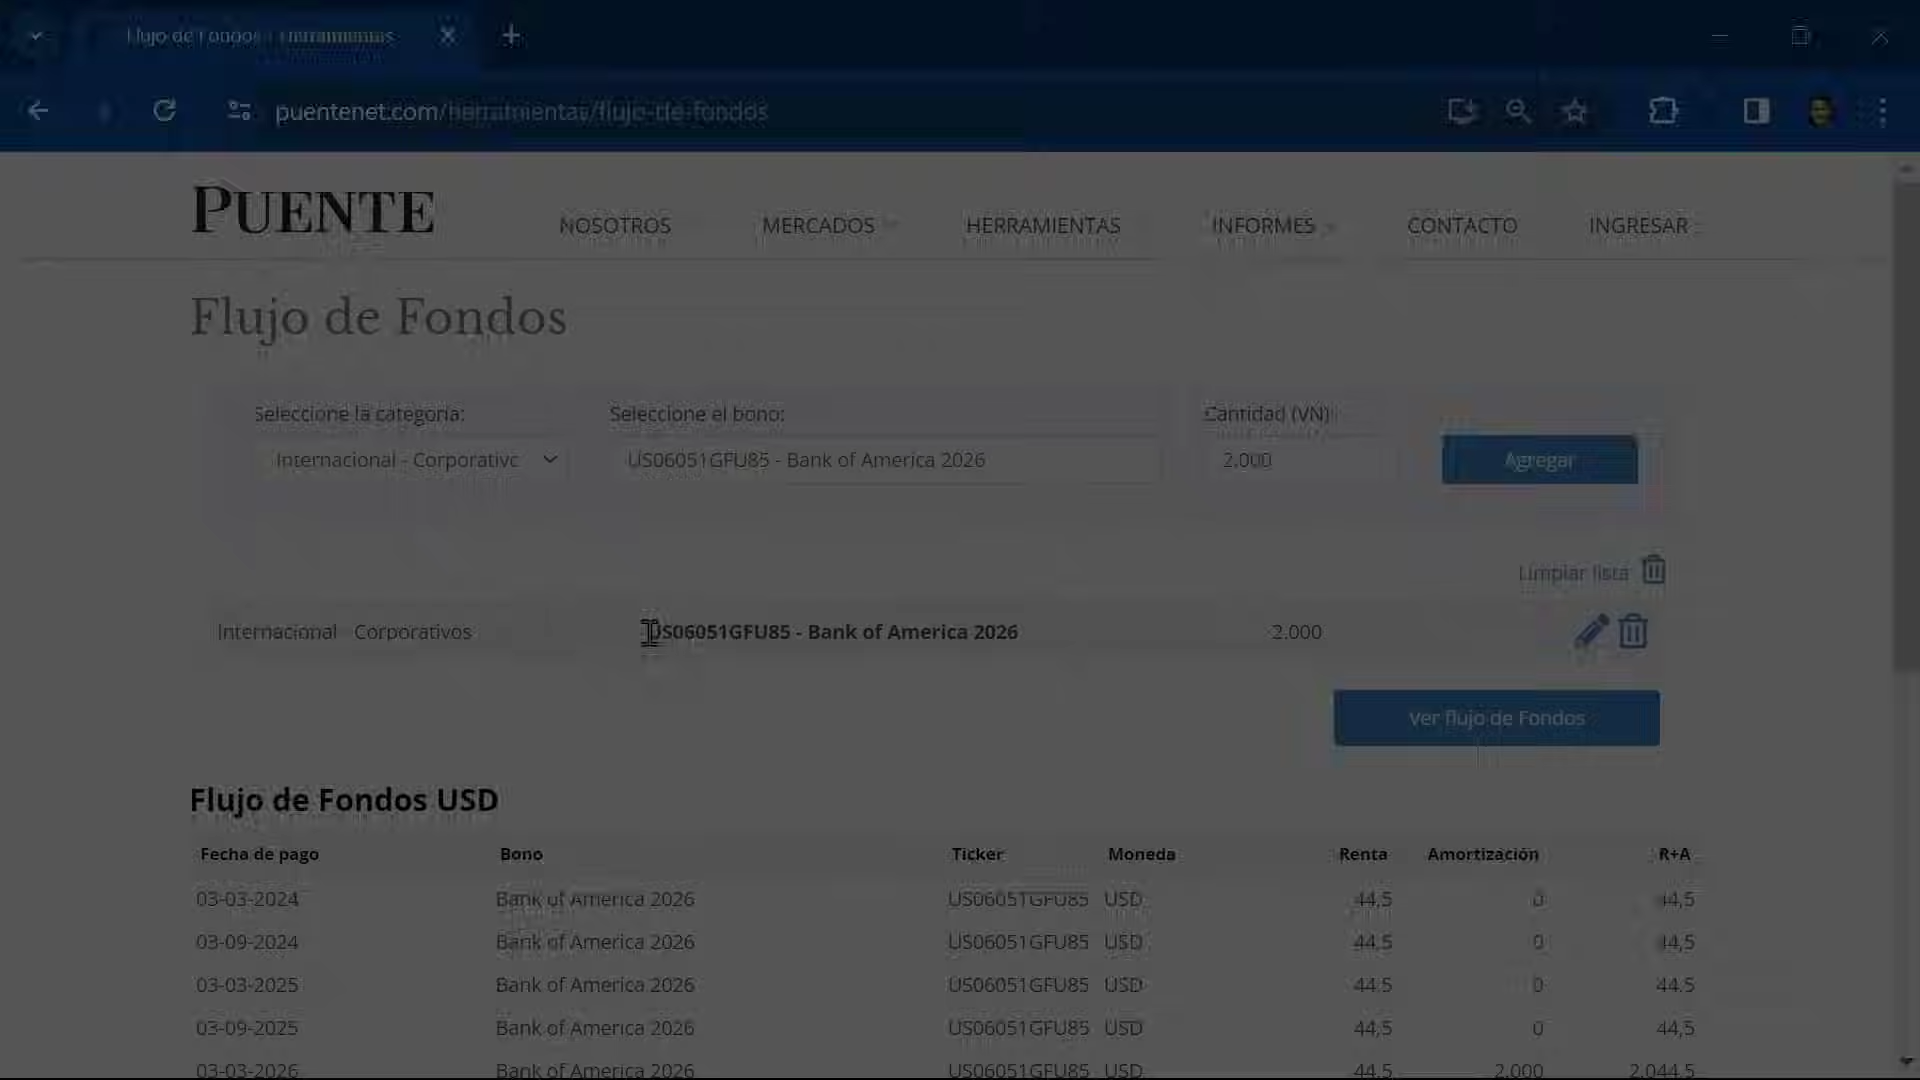 Flujo de Fondos | Herramientas
puentenet.com/herramientas/flujo-de-fondos
PUENTE
NOSOTROS
MERCADOS
HERRAMIENTAS
INFORMES
CONTACTO
INGRESAR
Flujo de Fondos
Seleccione la categoría:
Seleccione el bono:
Cantidad (VN)
Internacional - Corporativc
US06051GFU85 - Bank of America 2026
2.000
Agregar
Limpiar lista
Internacional - Corporativos
US06051GFU85 - Bank of America 2026
2.000
Ver flujo de Fondos
Flujo de Fondos USD
Fecha de pago Bono Ticker Moneda Renta Amortización R+A
03-03-2024 Bank of America 2026 US06051GFU85 USD 44,5 0 44,5
03-09-2024 Bank of America 2026 US06051GFU85 USD 44,5 0 44,5
03-03-2025 Bank of America 2026 US06051GFU85 USD 44,5 0 44,5
03-09-2025 Bank of America 2026 US06051GFU85 USD 44,5 0 44,5
03-03-2026 Bank of America 2026 US06051GFU85 USD 44,5 2.000 2.044,5